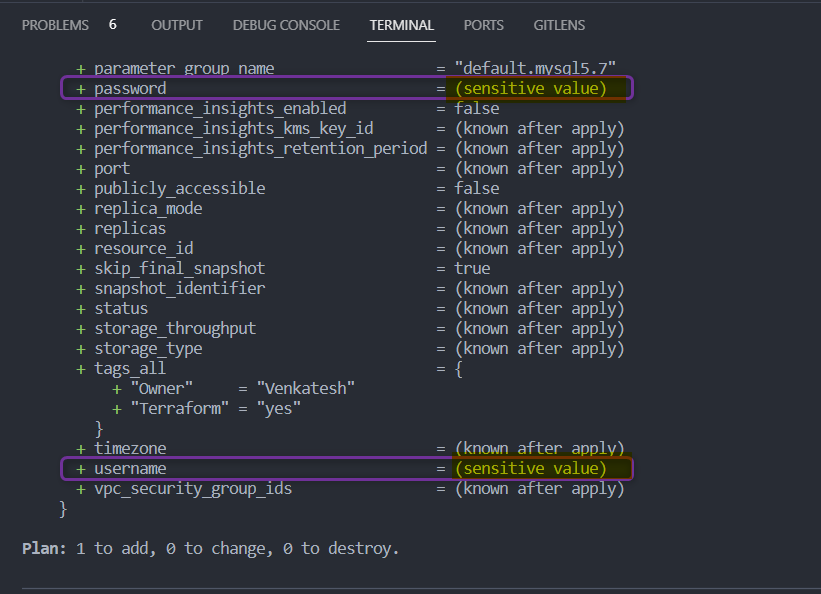 PROBLEMS 6 OUTPUT DEBUG CONSOLE TERMINAL PORTS GITLENS
+ parameter_group_name = "default.mysql5.7"
+ password = (sensitive value)
+ performance_insights_enabled = false
+ performance_insights_kms_key_id = (known after apply)
+ performance_insights_retention_period = (known after apply)
+ port = (known after apply)
+ publicly_accessible = false
+ replica_mode = (known after apply)
+ replicas = (known after apply)
+ resource_id = (known after apply)
+ skip_final_snapshot = true
+ snapshot_identifier = (known after apply)
+ status = (known after apply)
+ storage_throughput = (known after apply)
+ storage_type = (known after apply)
+ tags_all = {
+ "Owner" = "Venkatesh"
+ "Terraform" = "yes"
}
+ timezone = (known after apply)
+ username = (sensitive value)
+ vpc_security_group_ids = (known after apply)
}
Plan: 1 to add, 0 to change, 0 to destroy.